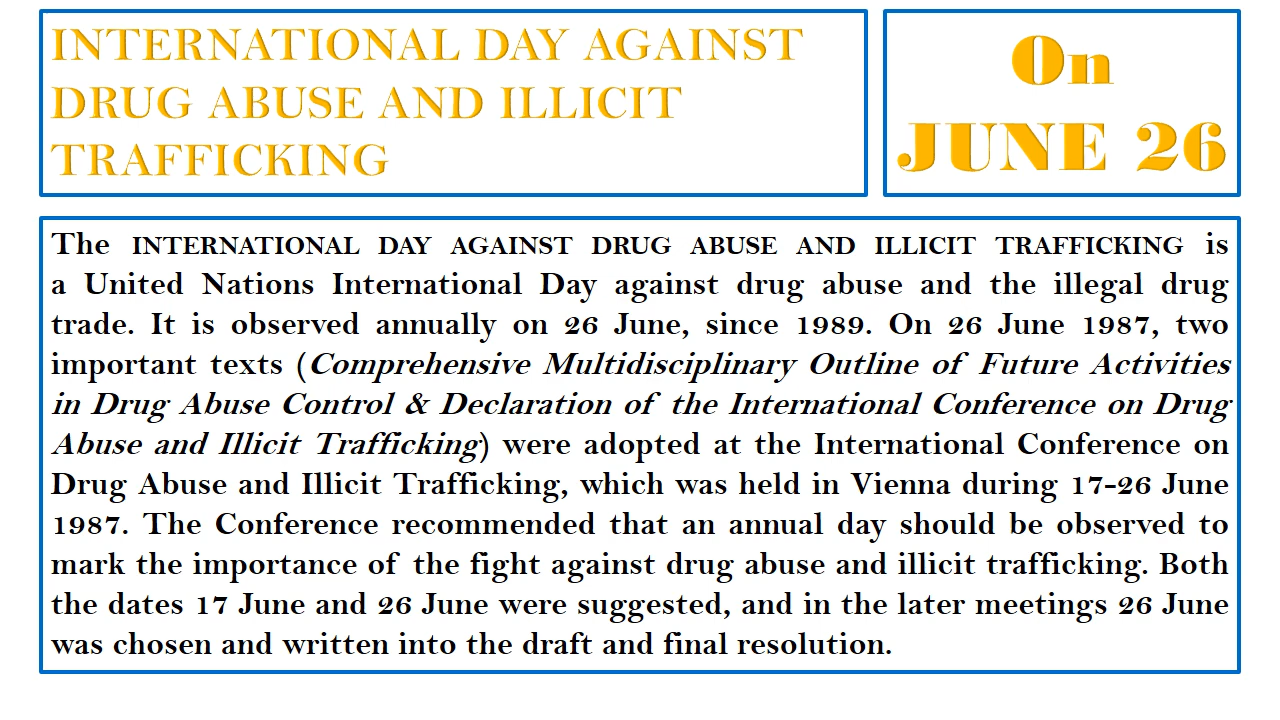 INTERNATIONAL DAY AGAINST
DRUG ABUSE AND ILLICIT
TRAFFICKING
On
JUNE 26
The INTERNATIONAL DAY AGAINST DRUG ABUSE AND ILLICIT TRAFFICKING is
a United Nations International Day against drug abuse and the illegal drug
trade. It is observed annually on 26 June, since 1989. On 26 June 1987, two
important texts (Comprehensive Multidisciplinary Outline of Future Activities
in Drug Abuse Control & Declaration of the International Conference on Drug
Abuse and Illicit Trafficking) were adopted at the International Conference on
Drug Abuse and Illicit Trafficking, which was held in Vienna during 17-26 June
1987. The Conference recommended that an annual day should be observed to
mark the importance of the fight against drug abuse and illicit trafficking. Both
the dates 17 June and 26 June were suggested, and in the later meetings 26 June
was chosen and written into the draft and final resolution.